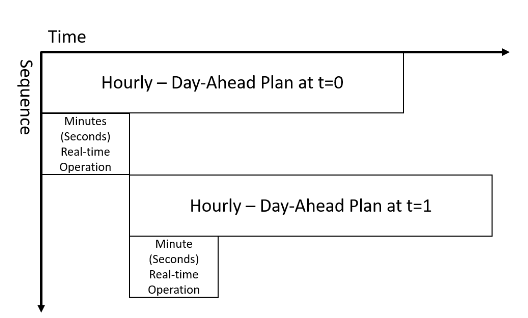 Time
Sequence
Hourly – Day-Ahead Plan at t=0
Minutes
(Seconds)
Real-time
Operation
Hourly – Day-Ahead Plan at t=1
Minute
(Seconds)
Real-time
Operation